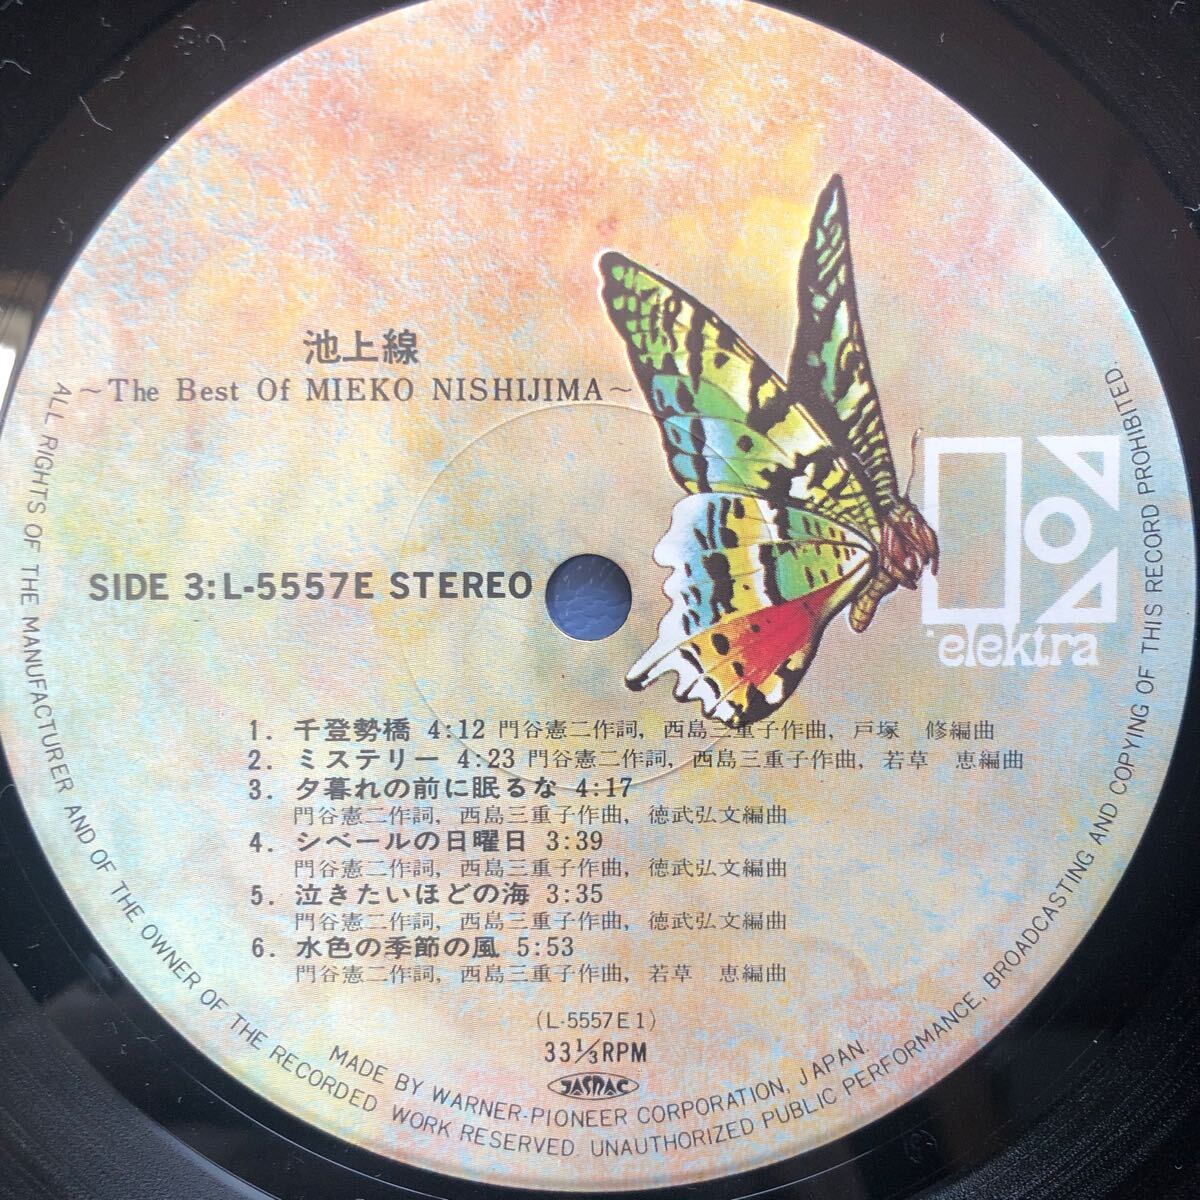 池上線
~The Best Of MIEKO NISHIJIMA~
SIDE 3:L-5557E STEREO
elektra
1. 千登勢橋 4:12 門谷憲二作詞, 西島三重子作曲, 戸塚 修編曲
2. ミステリー 4:23 門谷憲二作詞, 西島三重子作曲, 若草 恵編曲
3. 夕暮れの前に眠るな 4:17
門谷憲二作詞, 西島三重子作曲, 徳武弘文編曲
4. シベールの日曜日 3:39
門谷憲二作詞, 西島三重子作曲, 徳武弘文編曲
5. 泣きたいほどの海 3:35
門谷憲二作詞, 西島三重子作曲, 徳武弘文編曲
6. 水色の季節の風 5:53
門谷憲二作詞, 西島三重子作曲, 若草 恵編曲
(L-5557E1)
33⅓RPM
JASRAC
MADE BY WARNER-PIONEER CORPORATION, JAPAN.
ALL RIGHTS OF THE MANUFACTURER AND OF THE OWNER OF THE RECORDED WORK RESERVED. UNAUTHORIZED PUBLIC PERFORMANCE, BROADCASTING AND COPYING OF THIS RECORD PROHIBITED.